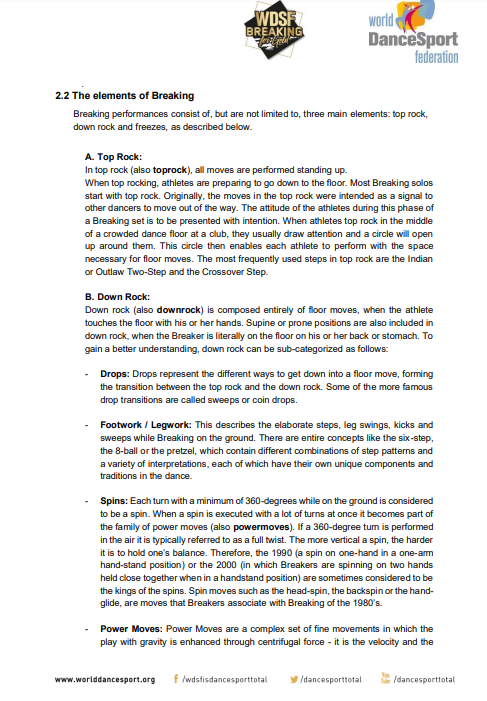 WDSF
BREAKING
for Gold
world
DanceSport
federation
.
2.2 The elements of Breaking
Breaking performances consist of, but are not limited to, three main elements: top rock,
down rock and freezes, as described below.
A. Top Rock:
In top rock (also toprock), all moves are performed standing up.
When top rocking, athletes are preparing to go down to the floor. Most Breaking solos
start with top rock. Originally, the moves in the top rock were intended as a signal to
other dancers to move out of the way. The attitude of the athletes during this phase of
a Breaking set is to be presented with intention. When athletes top rock in the middle
of a crowded dance floor at a club, they usually draw attention and a circle will open
up around them. This circle then enables each athlete to perform with the space
necessary for floor moves. The most frequently used steps in top rock are the Indian
or Outlaw Two-Step and the Crossover Step.
B. Down Rock:
Down rock (also downrock) is composed entirely of floor moves, when the athlete
touches the floor with his or her hands. Supine or prone positions are also included in
down rock, when the Breaker is literally on the floor on his or her back or stomach. To
gain a better understanding, down rock can be sub-categorized as follows:
- Drops: Drops represent the different ways to get down into a floor move, forming
the transition between the top rock and the down rock. Some of the more famous
drop transitions are called sweeps or coin drops.
- Footwork / Legwork: This describes the elaborate steps, leg swings, kicks and
sweeps while Breaking on the ground. There are entire concepts like the six-step,
the 8-ball or the pretzel, which contain different combinations of step patterns and
a variety of interpretations, each of which have their own unique components and
traditions in the dance.
- Spins: Each turn with a minimum of 360-degrees while on the ground is considered
to be a spin. When a spin is executed with a lot of turns at once it becomes part of
the family of power moves (also powermoves). If a 360-degree turn is performed
in the air it is typically referred to as a full twist. The more vertical a spin, the harder
it is to hold one's balance. Therefore, the 1990 (a spin on one-hand in a one-arm
hand-stand position) or the 2000 (in which Breakers are spinning on two hands
held close together when in a handstand position) are sometimes considered to be
the kings of the spins. Spin moves such as the head-spin, the backspin or the hand-
glide, are moves that Breakers associate with Breaking of the 1980's.
- Power Moves: Power Moves are a complex set of fine movements in which the
play with gravity is enhanced through centrifugal force - it is the velocity and the
www.worlddancesport.org f /wdsfisdancesporttotal /dancesporttotal You Tube /dancesporttotal